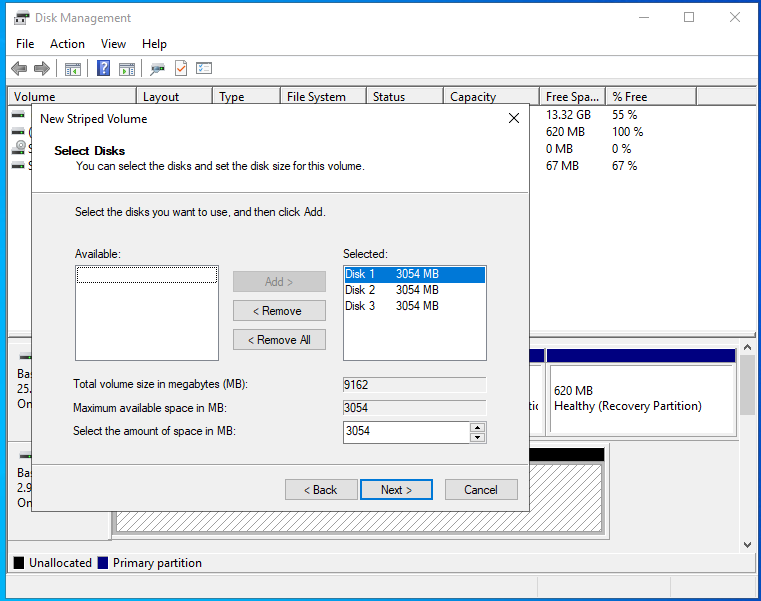 Disk Management
File Action View Help
Volume Layout Type File System Status Capacity Free Spa... % Free
13.32 GB 55 %
( 620 MB 100 %
S 0 MB 0 %
S 67 MB 67 %
New Striped Volume
Select Disks
You can select the disks and set the disk size for this volume.
Select the disks you want to use, and then click Add.
Available:
Selected:
Add >
< Remove
< Remove All
Disk 1 3054 MB
Disk 2 3054 MB
Disk 3 3054 MB
Total volume size in megabytes (MB): 9162
Maximum available space in MB: 3054
Select the amount of space in MB: 3054
< Back Next > Cancel
Bas
25.
On
620 MB
Healthy (Recovery Partition)
Bas
2.9
On
Unallocated Primary partition